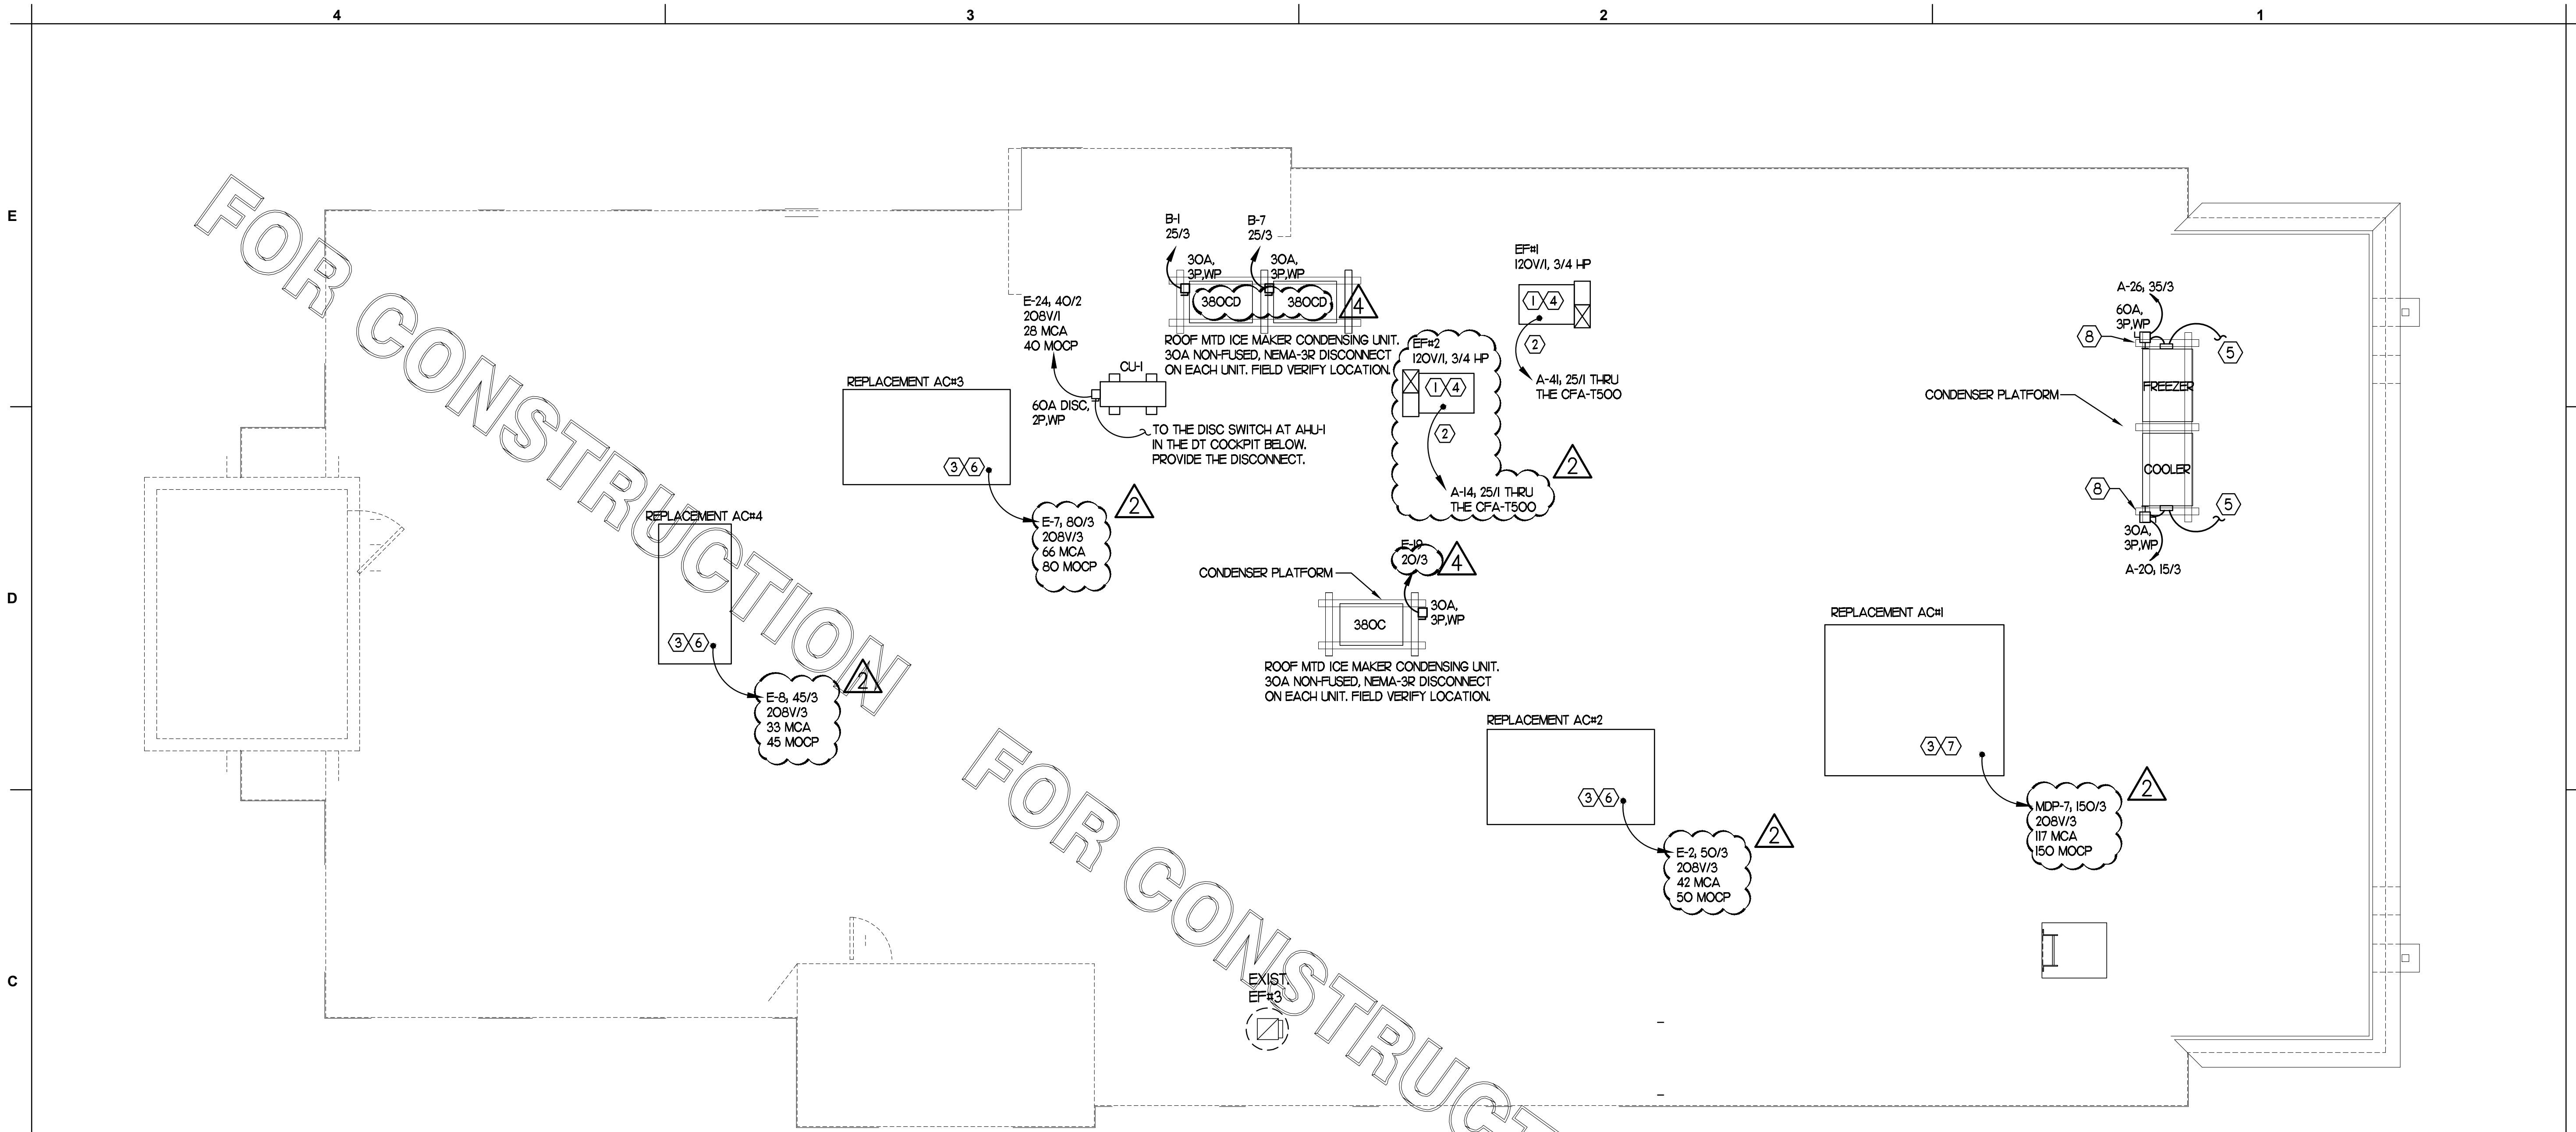 4
3
2
1
E
D
C
FOR CONSTRUCTION
B-1
25/3
B-7
25/3
30A,
3P,WP
30A,
3P,WP
380CD
380CD
4
ROOF MTD ICE MAKER CONDENSING UNIT.
30A NON-FUSED, NEMA-3R DISCONNECT
ON EACH UNIT. FIELD VERIFY LOCATION.
E-24, 40/2
208V/1
28 MCA
40 MOCP
CU-1
60A DISC,
2P,WP
TO THE DISC SWITCH AT AHU-1
IN THE DT COCKPIT BELOW.
PROVIDE THE DISCONNECT.
EF#1
120V/1, 3/4 HP
1 4
2
A-41, 25/1 THRU
THE CFA-T500
EF#2
120V/1, 3/4 HP
1 4
2
A-14, 25/1 THRU
THE CFA-T500
2
A-26, 35/3
60A,
3P,WP
8
5
FREEZER
CONDENSER PLATFORM
COOLER
8
5
30A,
3P,WP
A-20, 15/3
REPLACEMENT AC#3
3 6
E-7, 80/3
208V/3
66 MCA
80 MOCP
2
REPLACEMENT AC#4
3 6
E-8, 45/3
208V/3
33 MCA
45 MOCP
2
E-19
20/3
4
CONDENSER PLATFORM
30A,
3P,WP
380C
ROOF MTD ICE MAKER CONDENSING UNIT.
30A NON-FUSED, NEMA-3R DISCONNECT
ON EACH UNIT. FIELD VERIFY LOCATION.
REPLACEMENT AC#1
3 7
MDP-7, 150/3
208V/3
117 MCA
150 MOCP
2
REPLACEMENT AC#2
3 6
E-2, 50/3
208V/3
42 MCA
50 MOCP
2
EXIST.
EF#3
FOR CONSTRUCT